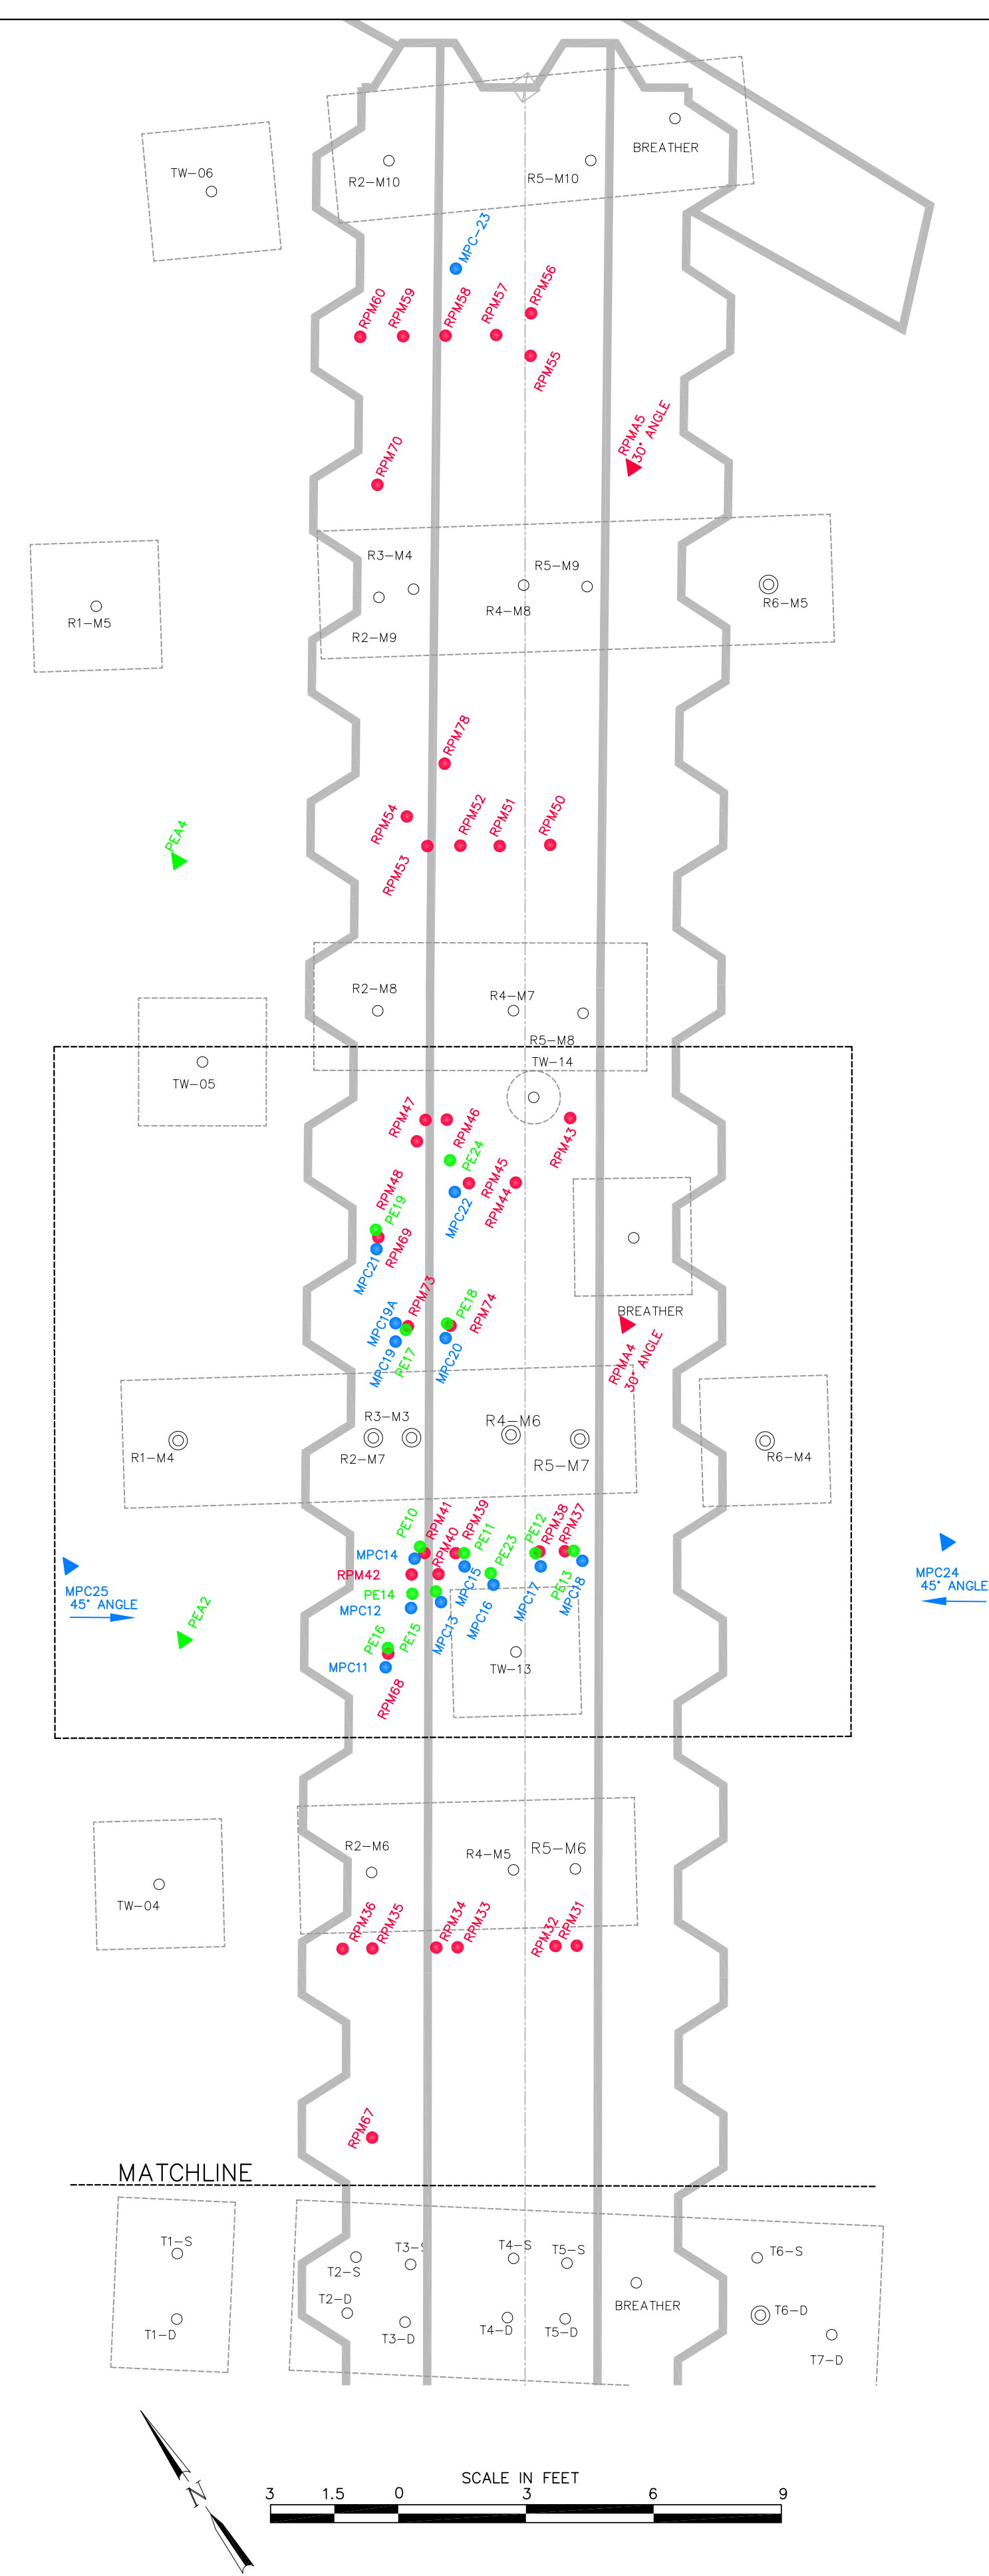 BREATHER
TW-06
R2-M10
R5-M10
MPC-23
RPM60
RPM59
RPM58
RPM57
RPM56
RPM55
RPMA5
30° ANGLE
RPM70
R3-M4
R5-M9
R1-M5
R2-M9
R4-M8
R6-M5
RPM78
RPM54
RPM53
RPM52
RPM51
RPM50
PEA4
R2-M8
R4-M7
R5-M8
TW-14
TW-05
RPM47
RPM46
RPM43
PE24
RPM45
RPM44
RPM48
MPC22
PE19
RPM69
MPC21
MPC19A
RPM73
PE18
RPM74
BREATHER
MPC19
PE17
MPC20
RPMA4
30° ANGLE
R3-M3
R4-M6
R1-M4
R2-M7
R5-M7
R6-M4
PE10
RPM41
RPM39
PE11
PE23
PE12
RPM38
RPM37
MPC14
RPM40
MPC24
45° ANGLE
MPC25
45° ANGLE
RPM42
MPC15
PE13
MPC18
PE14
MPC12
MPC16
MPC17
PEA2
PE16
PE15
MPC13
MPC11
TW-13
RPM68
R2-M6
R4-M5
R5-M6
TW-04
RPM36
RPM35
RPM34
RPM33
RPM32
RPM31
RPM67
MATCHLINE
T1-S
T2-S
T3-S
T4-S
T5-S
T6-S
T2-D
BREATHER
T6-D
T1-D
T3-D
T4-D
T5-D
T7-D
N
SCALE IN FEET
3 1.5 0 3 6 9